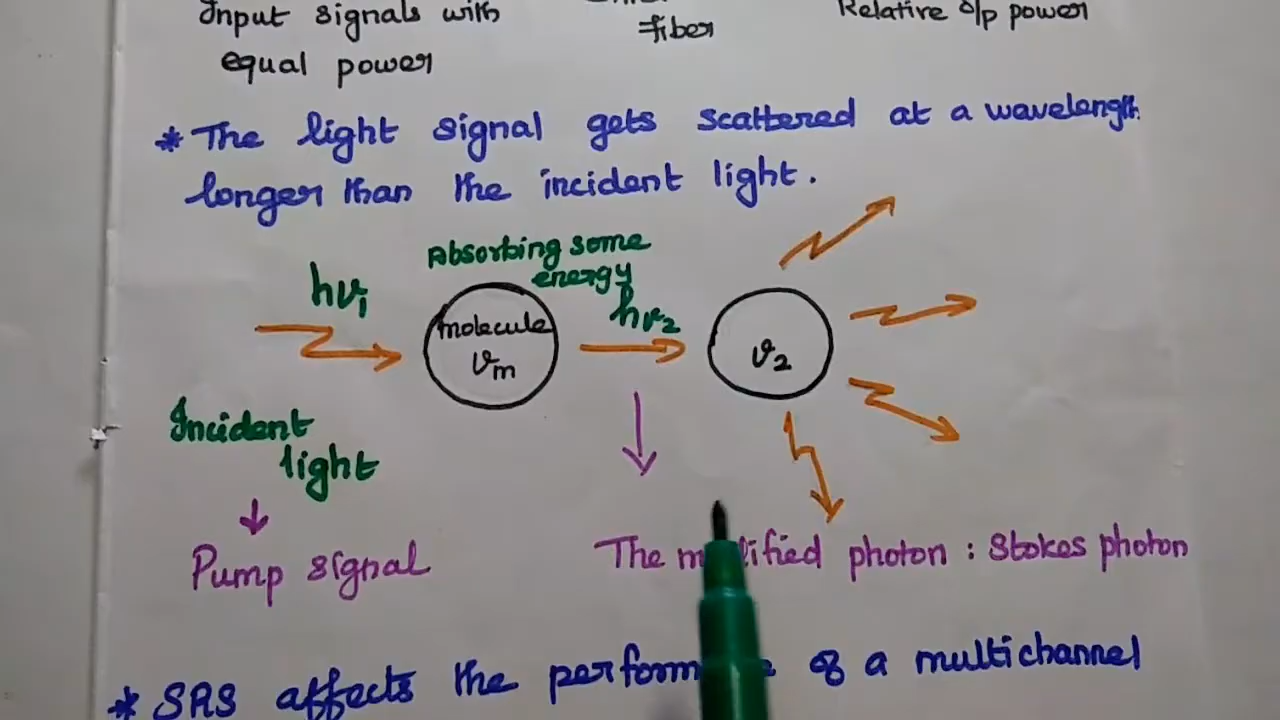 Input signals with
equal power
fiber
Relative o/p power
* The light signal gets scattered at a wavelength
longer than the incident light.
Absorbing some
energy
hν₁
molecule
νm
hν₂
ν₂
Incident
light
Pump signal
The photon : Stokes photon
* SRS affects the of a multichannel